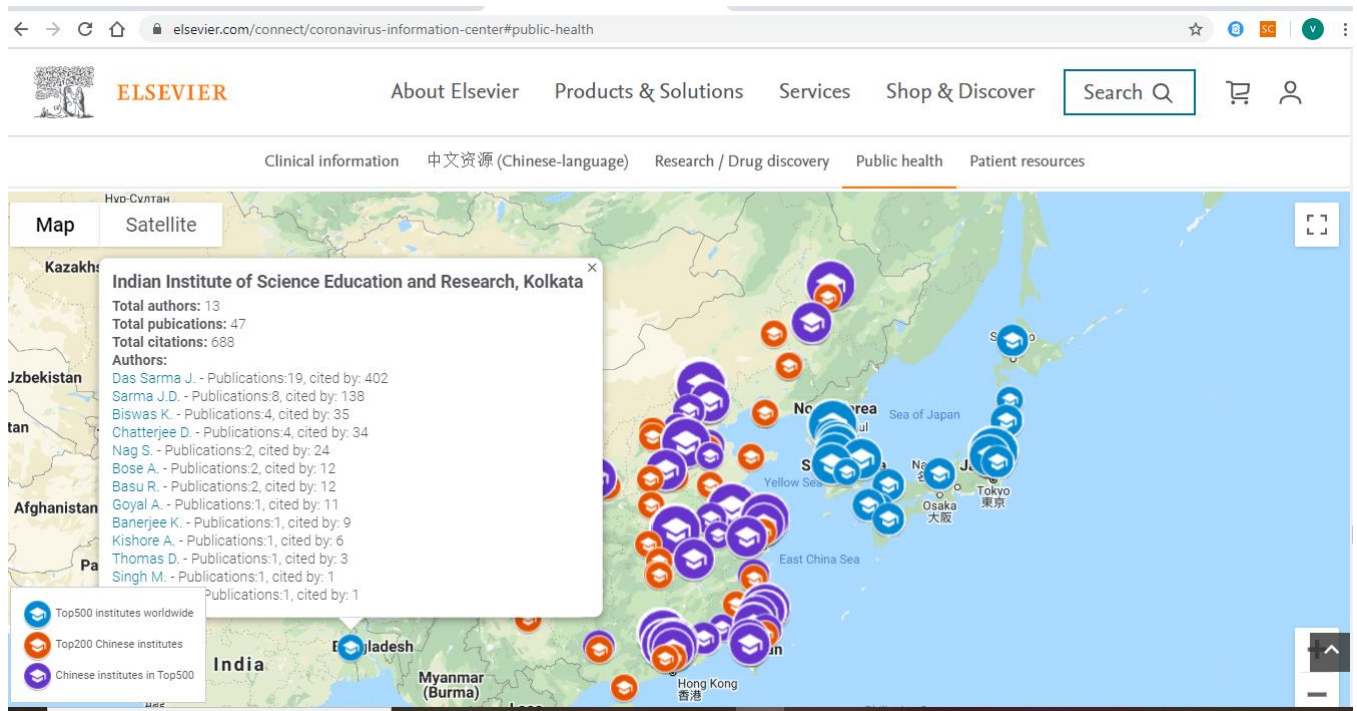 elsevier.com/connect/coronavirus-information-center#public-health
SC
V
ELSEVIER
About Elsevier Products & Solutions Services Shop & Discover Search
Clinical information 中文资源 (Chinese-language) Research / Drug discovery Public health Patient resources
Нур-Султан
Map Satellite
Kazakhs
Indian Institute of Science Education and Research, Kolkata
Total authors: 13
Total pubications: 47
Total citations: 688
Authors:
Das Sarma J. - Publications:19, cited by: 402
Sarma J.D. - Publications:8, cited by: 138
Biswas K. - Publications:4, cited by: 35
Chatterjee D. - Publications:4, cited by: 34
Nag S. - Publications:2, cited by: 24
Bose A. - Publications:2, cited by: 12
Basu R. - Publications:2, cited by: 12
Goyal A. - Publications:1, cited by: 11
Banerjee K. - Publications:1, cited by: 9
Kishore A. - Publications:1, cited by: 6
Thomas D. - Publications:1, cited by: 3
Singh M. - Publications:1, cited by: 1
Publications:1, cited by: 1
Uzbekistan
tan
Afghanistan
Pa
Sea of Japan
Yellow Sea
Tokyo
東京
Osaka
大阪
East China Sea
Top500 institutes worldwide
Top200 Chinese institutes
Chinese institutes in Top500
India
Myanmar
(Burma)
Hong Kong
香港